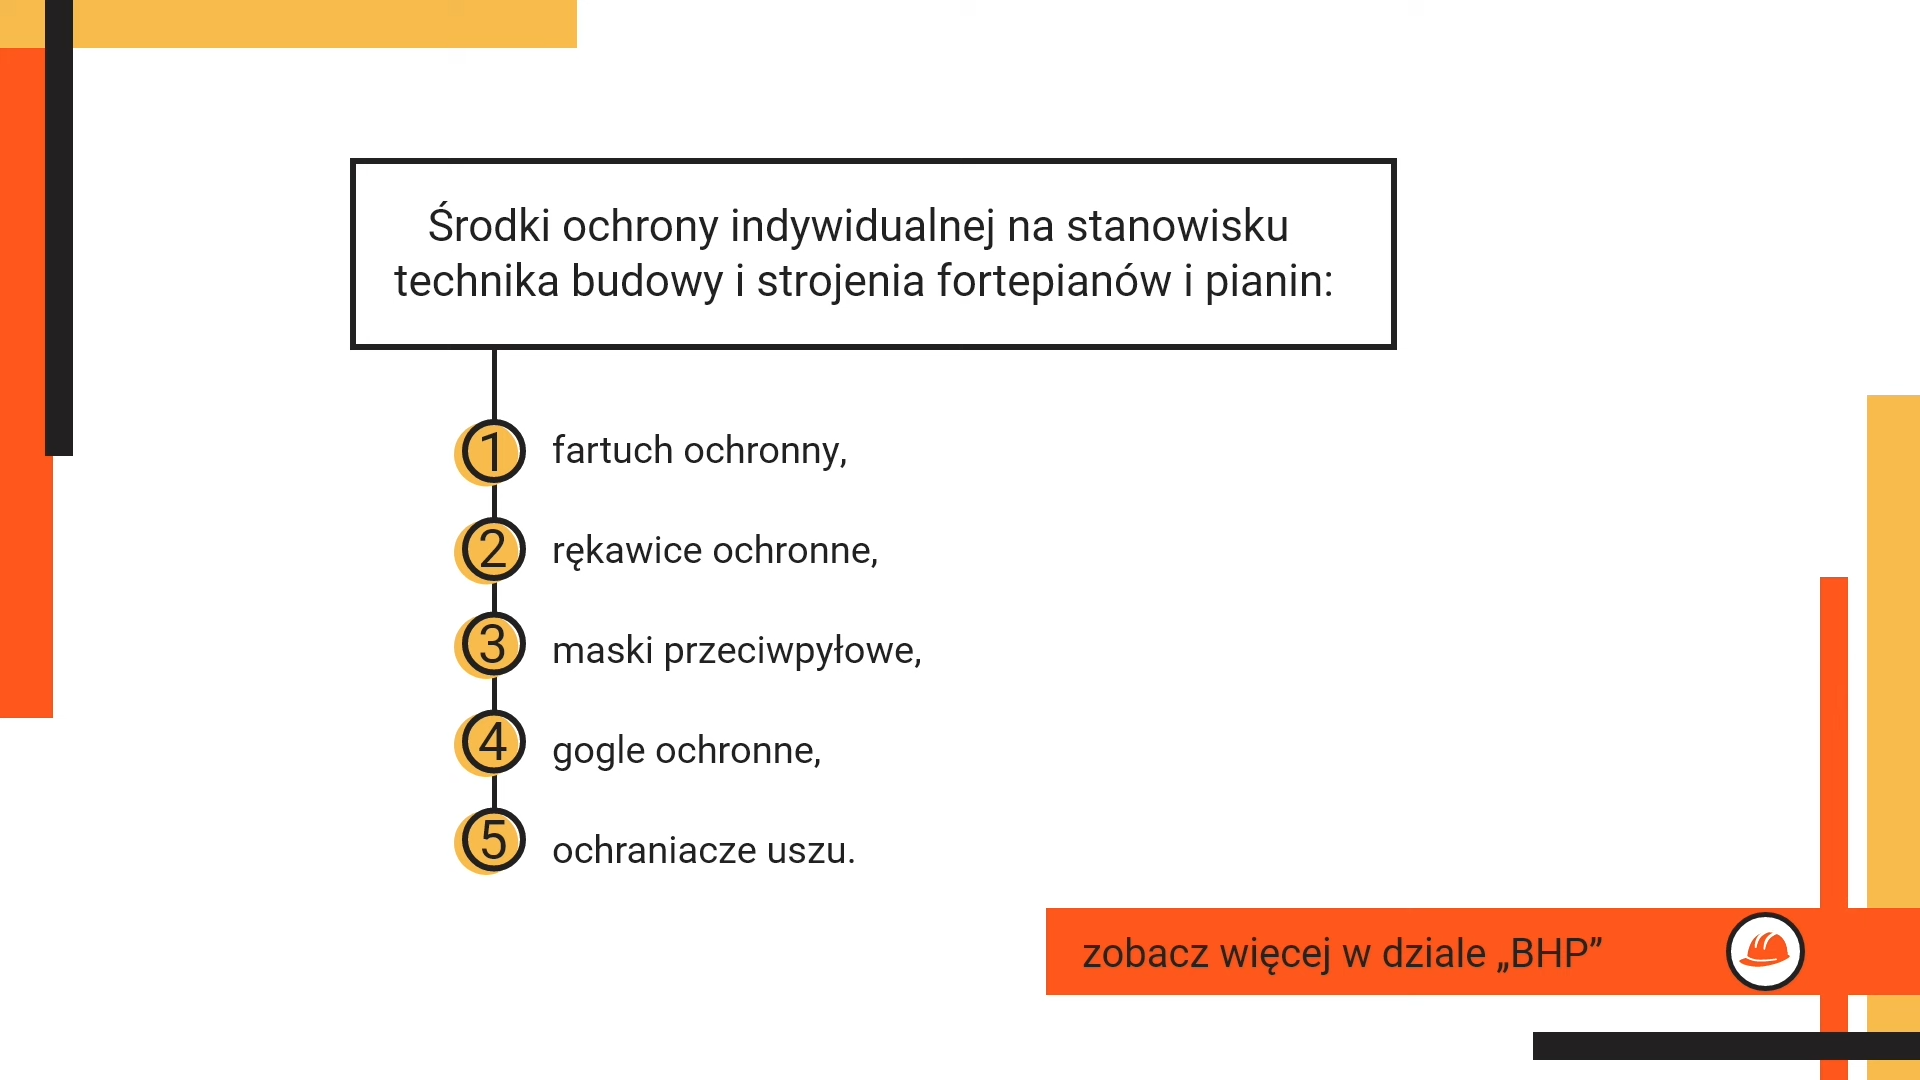 Środki ochrony indywidualnej na stanowisku
technika budowy i strojenia fortepianów i pianin:
1 fartuch ochronny,
2 rękawice ochronne,
3 maski przeciwpyłowe,
4 gogle ochronne,
5 ochraniacze uszu.
zobacz więcej w dziale „BHP”